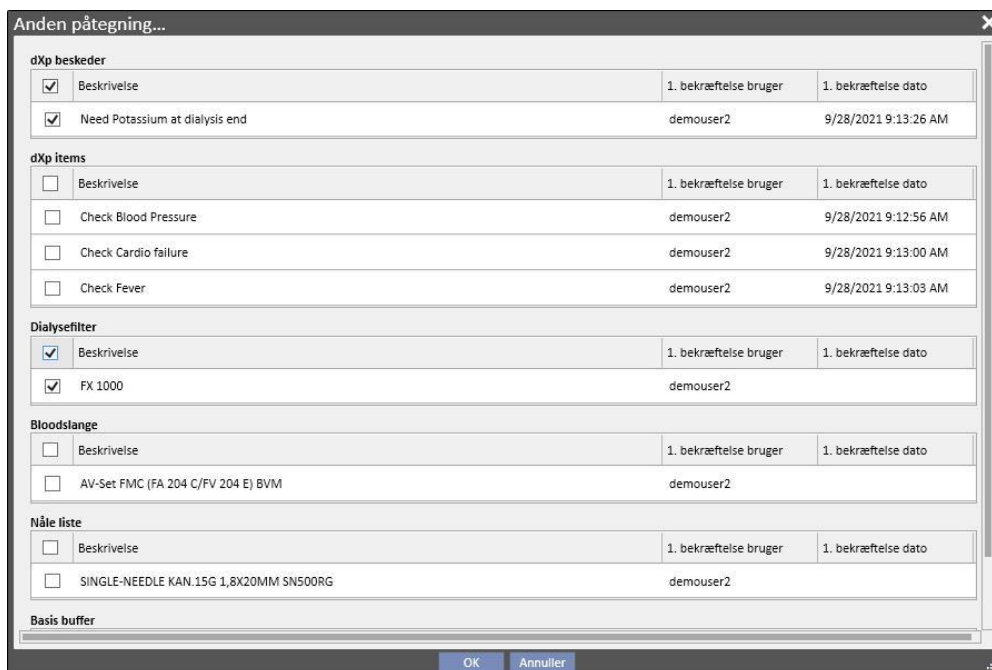 Anden påtegning...
dXp beskeder
Beskrivelse 1. bekræftelse bruger 1. bekræftelse dato
Need Potassium at dialysis end demouser2 9/28/2021 9:13:26 AM
dXp items
Beskrivelse 1. bekræftelse bruger 1. bekræftelse dato
Check Blood Pressure demouser2 9/28/2021 9:12:56 AM
Check Cardio failure demouser2 9/28/2021 9:13:00 AM
Check Fever demouser2 9/28/2021 9:13:03 AM
Dialysefilter
Beskrivelse 1. bekræftelse bruger 1. bekræftelse dato
FX 1000 demouser2
Bloodslange
Beskrivelse 1. bekræftelse bruger 1. bekræftelse dato
AV-Set FMC (FA 204 C/FV 204 E) BVM demouser2
Nåle liste
Beskrivelse 1. bekræftelse bruger 1. bekræftelse dato
SINGLE-NEEDLE KAN.15G 1,8X20MM SN500RG demouser2
Basis buffer
OK Annuller